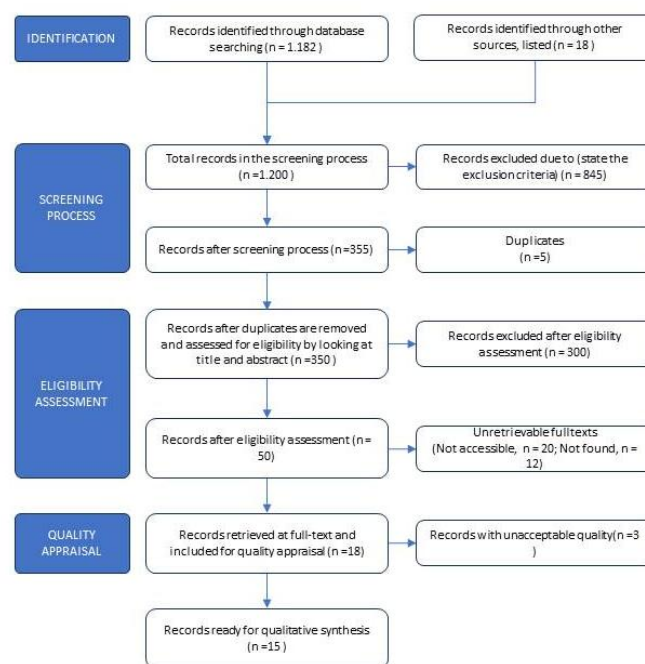 IDENTIFICATION
Records identified through database
searching (n = 1.182 )
Records identified through other
sources, listed (n = 18 )
SCREENING
PROCESS
Total records in the screening process
(n =1.200 )
Records excluded due to (state the
exclusion criteria) (n = 845)
Records after screening process (n =355)
Duplicates
(n =5)
ELIGIBILITY
ASSESSMENT
Records after duplicates are removed
and assessed for eligibility by looking at
title and abstract (n =350)
Records excluded after eligibility
assessment (n = 300)
Records after eligibility assessment (n =
50)
Unretrievable fulltexts
(Not accessible, n = 20; Not found, n =
12)
QUALITY
APPRAISAL
Records retrieved at full-text and
included for quality appraisal (n =18)
Records with unacceptable quality(n =3
)
Records ready for qualitative synthesis
(n =15 )